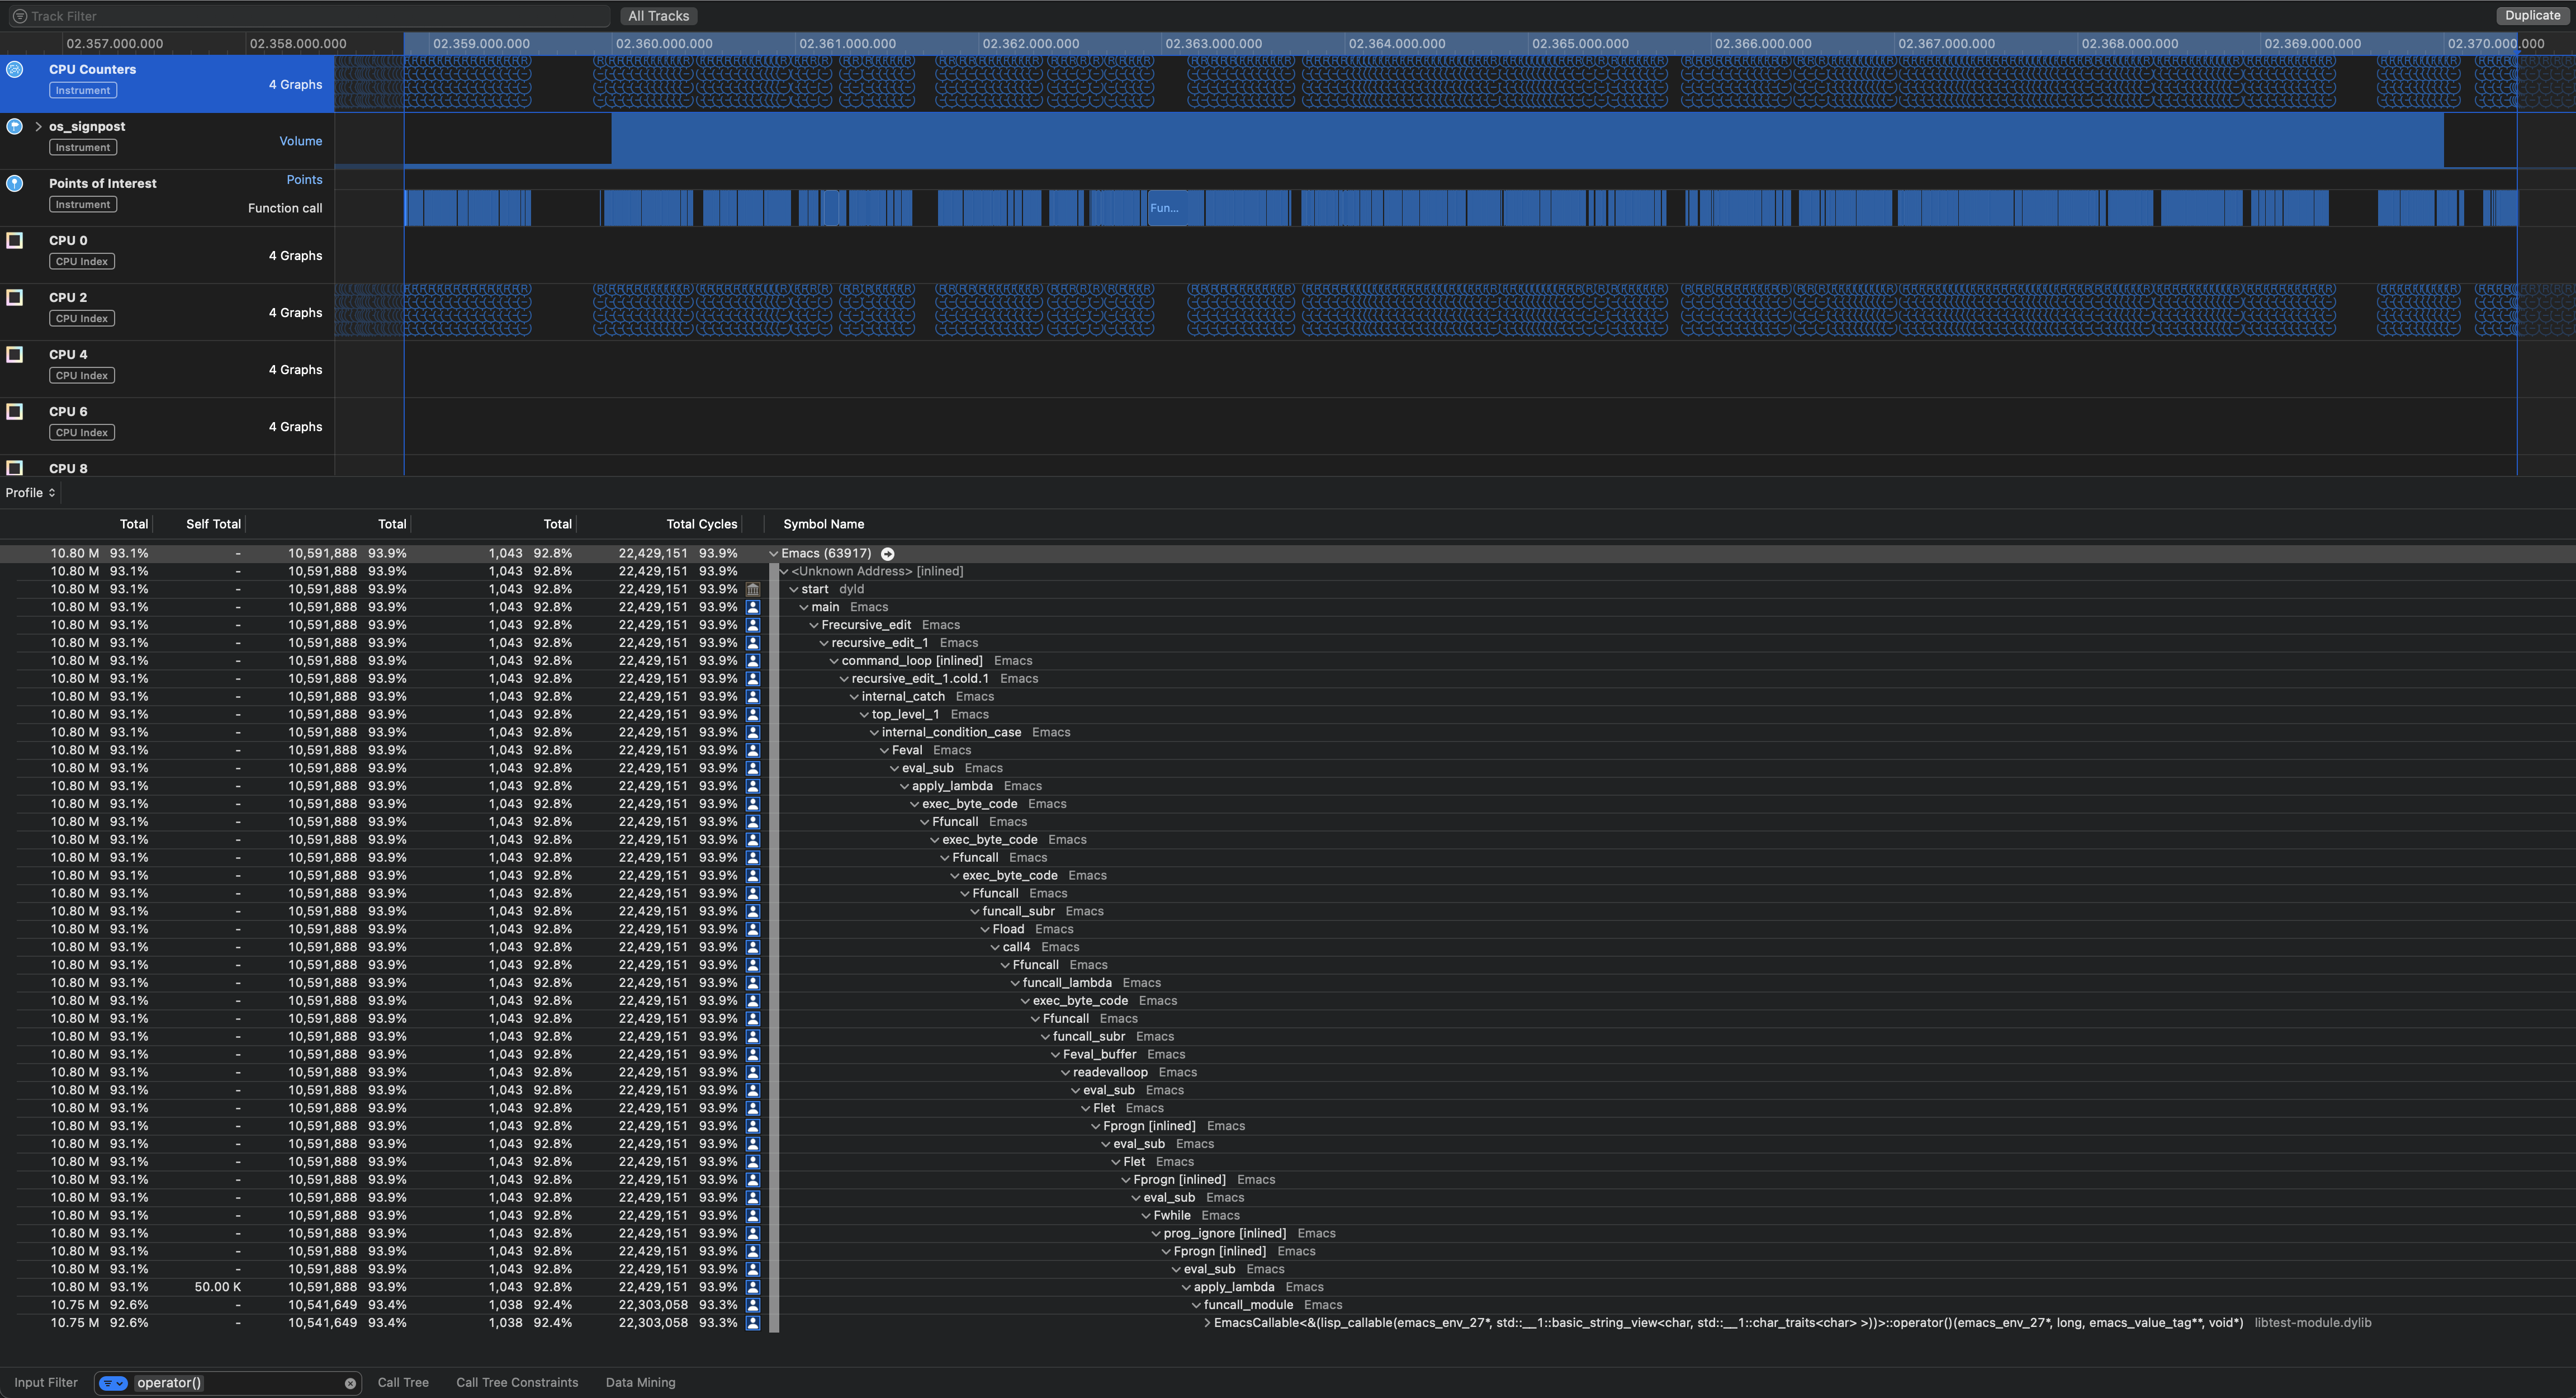 Track Filter All Tracks Duplicate
02.357.000.000 02.358.000.000 02.359.000.000 02.360.000.000 02.361.000.000 02.362.000.000 02.363.000.000 02.364.000.000 02.365.000.000 02.366.000.000 02.367.000.000 02.368.000.000 02.369.000.000 02.370.000.000
CPU Counters
Instrument
4 Graphs
os_signpost
Instrument
Volume
Points of Interest
Instrument
Points
Function call
Fun...
CPU 0
CPU Index
4 Graphs
CPU 2
CPU Index
4 Graphs
CPU 4
CPU Index
4 Graphs
CPU 6
CPU Index
4 Graphs
CPU 8
Profile
Total Self Total Total Total Total Cycles Symbol Name
10.80 M 93.1% - 10,591,888 93.9% 1,043 92.8% 22,429,151 93.9% Emacs (63917)
10.80 M 93.1% - 10,591,888 93.9% 1,043 92.8% 22,429,151 93.9% <Unknown Address> [inlined]
10.80 M 93.1% - 10,591,888 93.9% 1,043 92.8% 22,429,151 93.9% start dyld
10.80 M 93.1% - 10,591,888 93.9% 1,043 92.8% 22,429,151 93.9% main Emacs
10.80 M 93.1% - 10,591,888 93.9% 1,043 92.8% 22,429,151 93.9% Frecursive_edit Emacs
10.80 M 93.1% - 10,591,888 93.9% 1,043 92.8% 22,429,151 93.9% recursive_edit_1 Emacs
10.80 M 93.1% - 10,591,888 93.9% 1,043 92.8% 22,429,151 93.9% command_loop [inlined] Emacs
10.80 M 93.1% - 10,591,888 93.9% 1,043 92.8% 22,429,151 93.9% recursive_edit_1.cold.1 Emacs
10.80 M 93.1% - 10,591,888 93.9% 1,043 92.8% 22,429,151 93.9% internal_catch Emacs
10.80 M 93.1% - 10,591,888 93.9% 1,043 92.8% 22,429,151 93.9% top_level_1 Emacs
10.80 M 93.1% - 10,591,888 93.9% 1,043 92.8% 22,429,151 93.9% internal_condition_case Emacs
10.80 M 93.1% - 10,591,888 93.9% 1,043 92.8% 22,429,151 93.9% Feval Emacs
10.80 M 93.1% - 10,591,888 93.9% 1,043 92.8% 22,429,151 93.9% eval_sub Emacs
10.80 M 93.1% - 10,591,888 93.9% 1,043 92.8% 22,429,151 93.9% apply_lambda Emacs
10.80 M 93.1% - 10,591,888 93.9% 1,043 92.8% 22,429,151 93.9% exec_byte_code Emacs
10.80 M 93.1% - 10,591,888 93.9% 1,043 92.8% 22,429,151 93.9% Ffuncall Emacs
10.80 M 93.1% - 10,591,888 93.9% 1,043 92.8% 22,429,151 93.9% exec_byte_code Emacs
10.80 M 93.1% - 10,591,888 93.9% 1,043 92.8% 22,429,151 93.9% Ffuncall Emacs
10.80 M 93.1% - 10,591,888 93.9% 1,043 92.8% 22,429,151 93.9% exec_byte_code Emacs
10.80 M 93.1% - 10,591,888 93.9% 1,043 92.8% 22,429,151 93.9% Ffuncall Emacs
10.80 M 93.1% - 10,591,888 93.9% 1,043 92.8% 22,429,151 93.9% funcall_subr Emacs
10.80 M 93.1% - 10,591,888 93.9% 1,043 92.8% 22,429,151 93.9% Fload Emacs
10.80 M 93.1% - 10,591,888 93.9% 1,043 92.8% 22,429,151 93.9% call4 Emacs
10.80 M 93.1% - 10,591,888 93.9% 1,043 92.8% 22,429,151 93.9% Ffuncall Emacs
10.80 M 93.1% - 10,591,888 93.9% 1,043 92.8% 22,429,151 93.9% funcall_lambda Emacs
10.80 M 93.1% - 10,591,888 93.9% 1,043 92.8% 22,429,151 93.9% exec_byte_code Emacs
10.80 M 93.1% - 10,591,888 93.9% 1,043 92.8% 22,429,151 93.9% Ffuncall Emacs
10.80 M 93.1% - 10,591,888 93.9% 1,043 92.8% 22,429,151 93.9% funcall_subr Emacs
10.80 M 93.1% - 10,591,888 93.9% 1,043 92.8% 22,429,151 93.9% Feval_buffer Emacs
10.80 M 93.1% - 10,591,888 93.9% 1,043 92.8% 22,429,151 93.9% readevalloop Emacs
10.80 M 93.1% - 10,591,888 93.9% 1,043 92.8% 22,429,151 93.9% eval_sub Emacs
10.80 M 93.1% - 10,591,888 93.9% 1,043 92.8% 22,429,151 93.9% Flet Emacs
10.80 M 93.1% - 10,591,888 93.9% 1,043 92.8% 22,429,151 93.9% Fprogn [inlined] Emacs
10.80 M 93.1% - 10,591,888 93.9% 1,043 92.8% 22,429,151 93.9% eval_sub Emacs
10.80 M 93.1% - 10,591,888 93.9% 1,043 92.8% 22,429,151 93.9% Flet Emacs
10.80 M 93.1% - 10,591,888 93.9% 1,043 92.8% 22,429,151 93.9% Fprogn [inlined] Emacs
10.80 M 93.1% - 10,591,888 93.9% 1,043 92.8% 22,429,151 93.9% eval_sub Emacs
10.80 M 93.1% - 10,591,888 93.9% 1,043 92.8% 22,429,151 93.9% Fwhile Emacs
10.80 M 93.1% - 10,591,888 93.9% 1,043 92.8% 22,429,151 93.9% prog_ignore [inlined] Emacs
10.80 M 93.1% - 10,591,888 93.9% 1,043 92.8% 22,429,151 93.9% Fprogn [inlined] Emacs
10.80 M 93.1% - 10,591,888 93.9% 1,043 92.8% 22,429,151 93.9% eval_sub Emacs
10.80 M 93.1% 50.00 K 10,591,888 93.9% 1,043 92.8% 22,429,151 93.9% apply_lambda Emacs
10.75 M 92.6% - 10,541,649 93.4% 1,038 92.4% 22,303,058 93.3% funcall_module Emacs
10.75 M 92.6% - 10,541,649 93.4% 1,038 92.4% 22,303,058 93.3% EmacsCallable<&(lisp_callable(emacs_env_27*, std::__1::basic_string_view<char, std::__1::char_traits<char> >))>::operator()(emacs_env_27*, long, emacs_value_tag**, void*) libtest-module.dylib
Input Filter operator() Call Tree Call Tree Constraints Data Mining